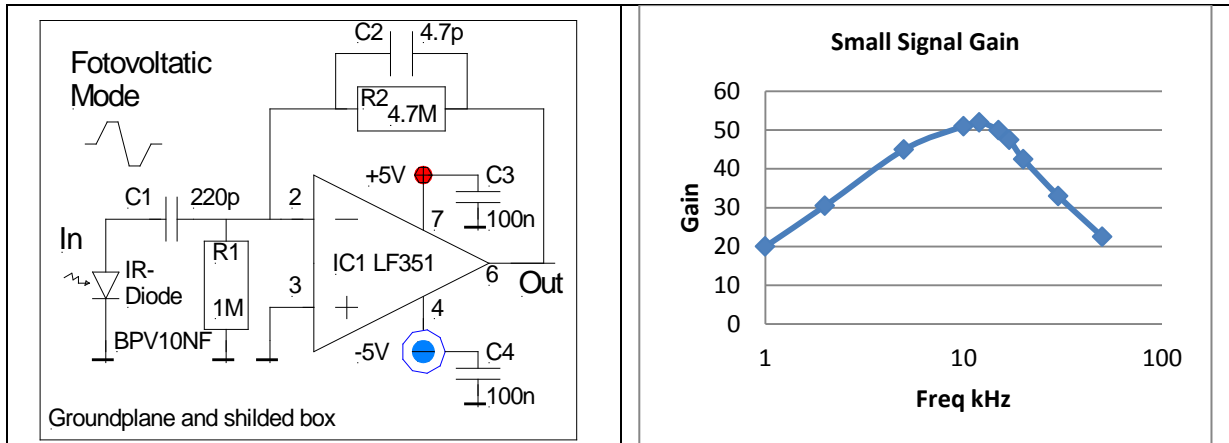 C2
4.7p
Fotovoltatic
Mode
R2
4.7M
+5V
C3
100n
C1
220p
2
7
In
R1
1M
IC1 LF351
6
Out
IR-
Diode
3
4
BPV10NF
-5V
C4
100n
Groundplane and shilded box
Small Signal Gain
Gain
60
50
40
30
20
10
0
1
10
100
Freq kHz